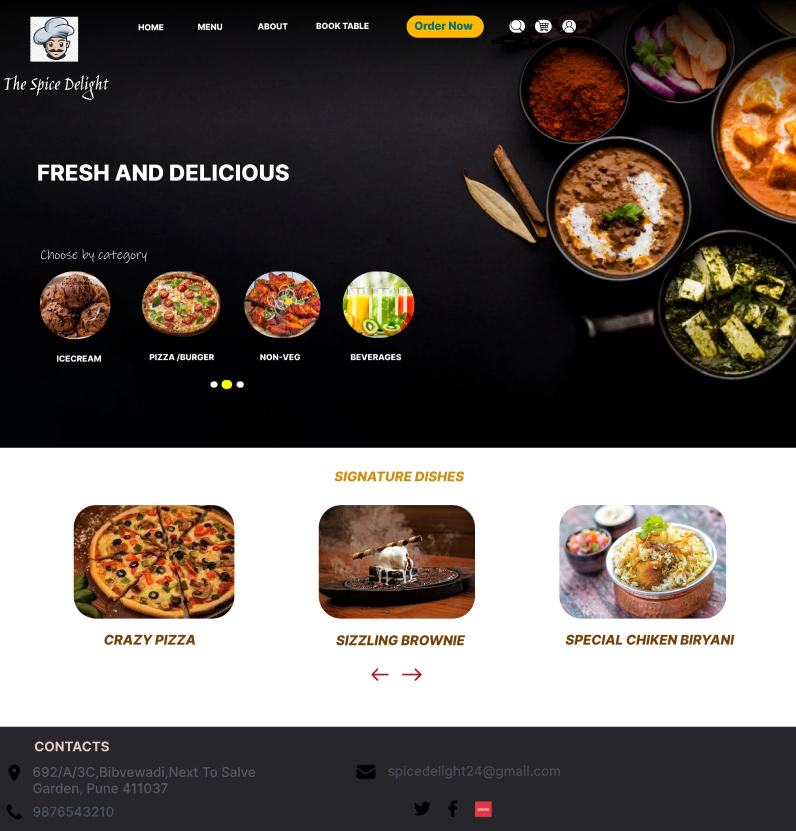 HOME MENU ABOUT BOOK TABLE Order Now
The Spice Delight
FRESH AND DELICIOUS
Choose by category
ICECREAM PIZZA /BURGER NON-VEG BEVERAGES
SIGNATURE DISHES
CRAZY PIZZA SIZZLING BROWNIE SPECIAL CHIKEN BIRYANI
CONTACTS
692/A/3C,Bibvewadi,Next To Salve
Garden, Pune 411037
spicedelight24@gmail.com
9876543210